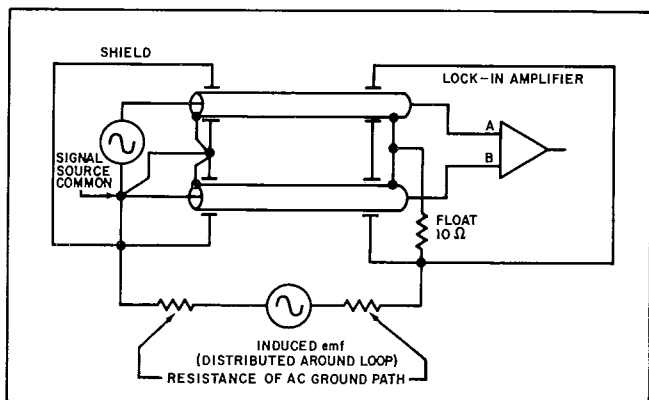 SHIELD
LOCK-IN AMPLIFIER
A
B
SIGNAL
SOURCE
COMMON
FLOAT
10 Ω
INDUCED emf
(DISTRIBUTED AROUND LOOP)
RESISTANCE OF AC GROUND PATH